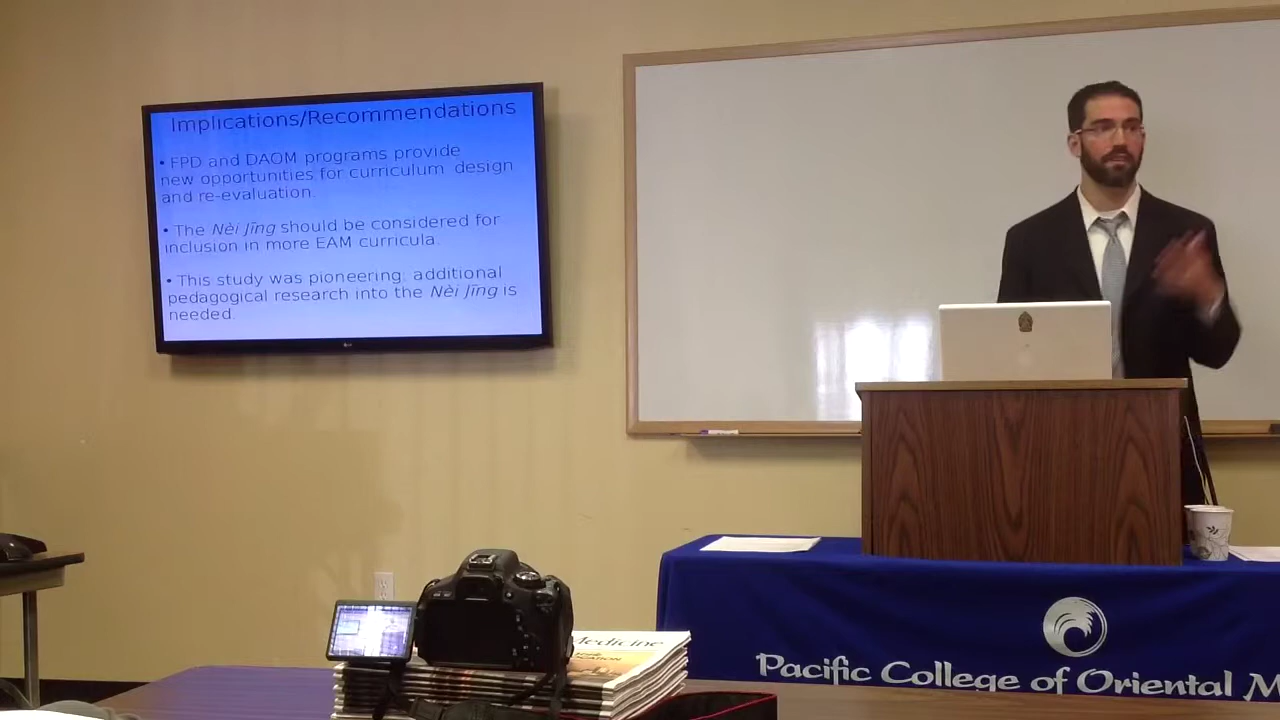 Implications/Recommendations
• FPD and DAOM programs provide
new opportunities for curriculum design
and re-evaluation.
• The Nèi Jīng should be considered for
inclusion in more EAM curricula.
• This study was pioneering: additional
pedagogical research into the Nèi Jīng is
needed.
LG
Medicine
Pacific College of Oriental M